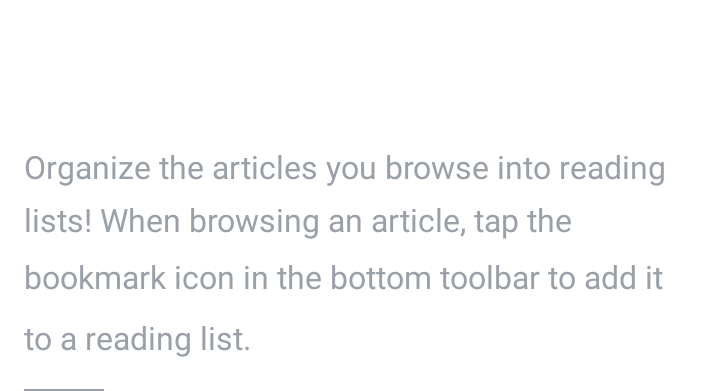 Organize the articles you browse into reading
lists! When browsing an article, tap the
bookmark icon in the bottom toolbar to add it
to a reading list.